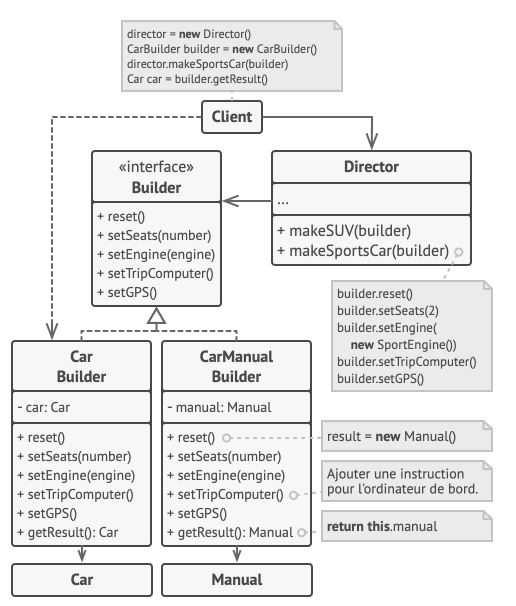 director = new Director()
CarBuilder builder = new CarBuilder()
director.makeSportsCar(builder)
Car car = builder.getResult()
Client
«interface»
Builder
+ reset()
+ setSeats(number)
+ setEngine(engine)
+ setTripComputer()
+ setGPS()
Director
...
+ makeSUV(builder)
+ makeSportsCar(builder)
builder.reset()
builder.setSeats(2)
builder.setEngine(
new SportEngine())
builder.setTripComputer()
builder.setGPS()
Car
Builder
- car: Car
+ reset()
+ setSeats(number)
+ setEngine(engine)
+ setTripComputer()
+ setGPS()
+ getResult(): Car
CarManual
Builder
- manual: Manual
+ reset()
+ setSeats(number)
+ setEngine(engine)
+ setTripComputer()
+ setGPS()
+ getResult(): Manual
result = new Manual()
Ajouter une instruction
pour l'ordinateur de bord.
return this.manual
Car
Manual